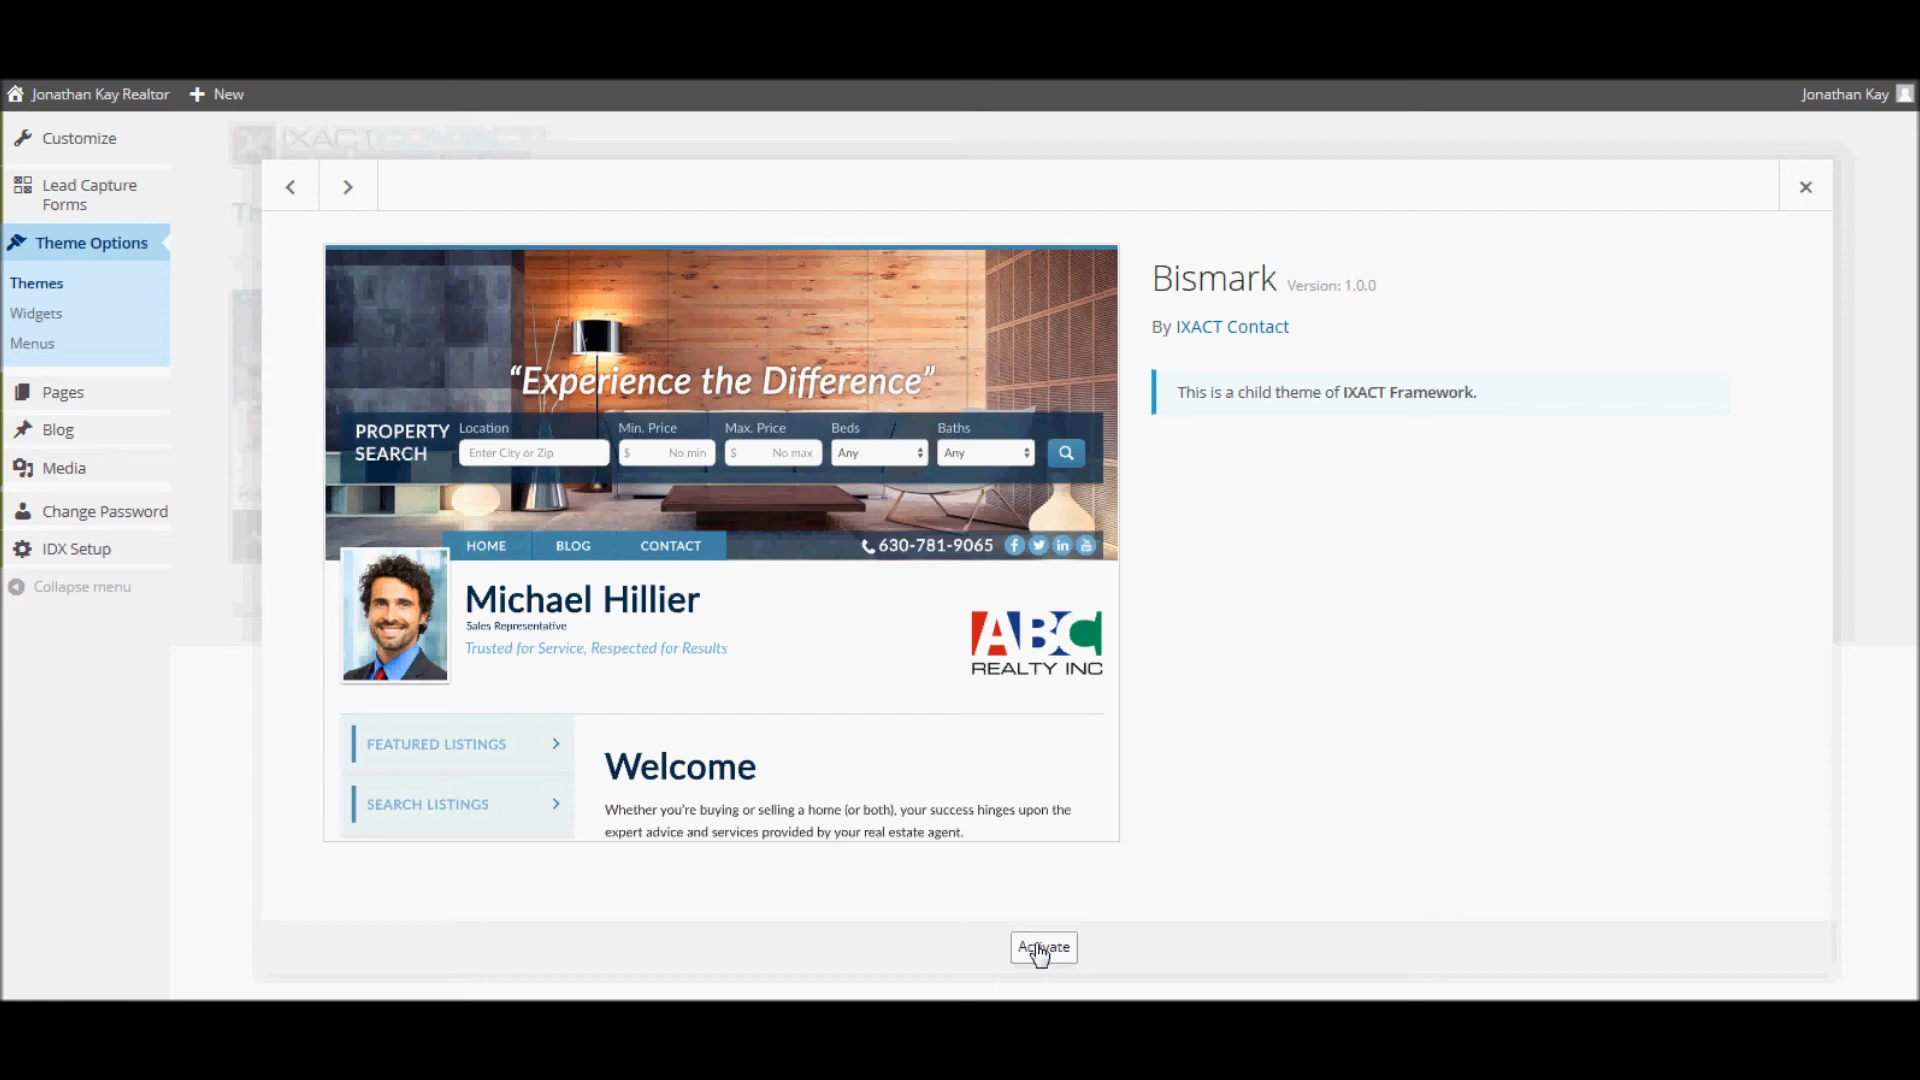 Jonathan Kay Realtor
New
Jonathan Kay
Customize
Lead Capture
Forms
Theme Options
Themes
Widgets
Menus
Pages
Blog
Media
Change Password
IDX Setup
Collapse menu
IXACT CONTACT
“Experience the Difference”
PROPERTY
SEARCH
Location
Min. Price
Max. Price
Beds
Baths
Enter City or Zip
$ No min
$ No max
Any
Any
HOME
BLOG
CONTACT
630-781-9065
Michael Hillier
Sales Representative
Trusted for Service, Respected for Results
ABC
REALTY INC
FEATURED LISTINGS
SEARCH LISTINGS
Welcome
Whether you're buying or selling a home (or both), your success hinges upon the
expert advice and services provided by your real estate agent.
Bismark Version: 1.0.0
By IXACT Contact
This is a child theme of IXACT Framework.
Activate